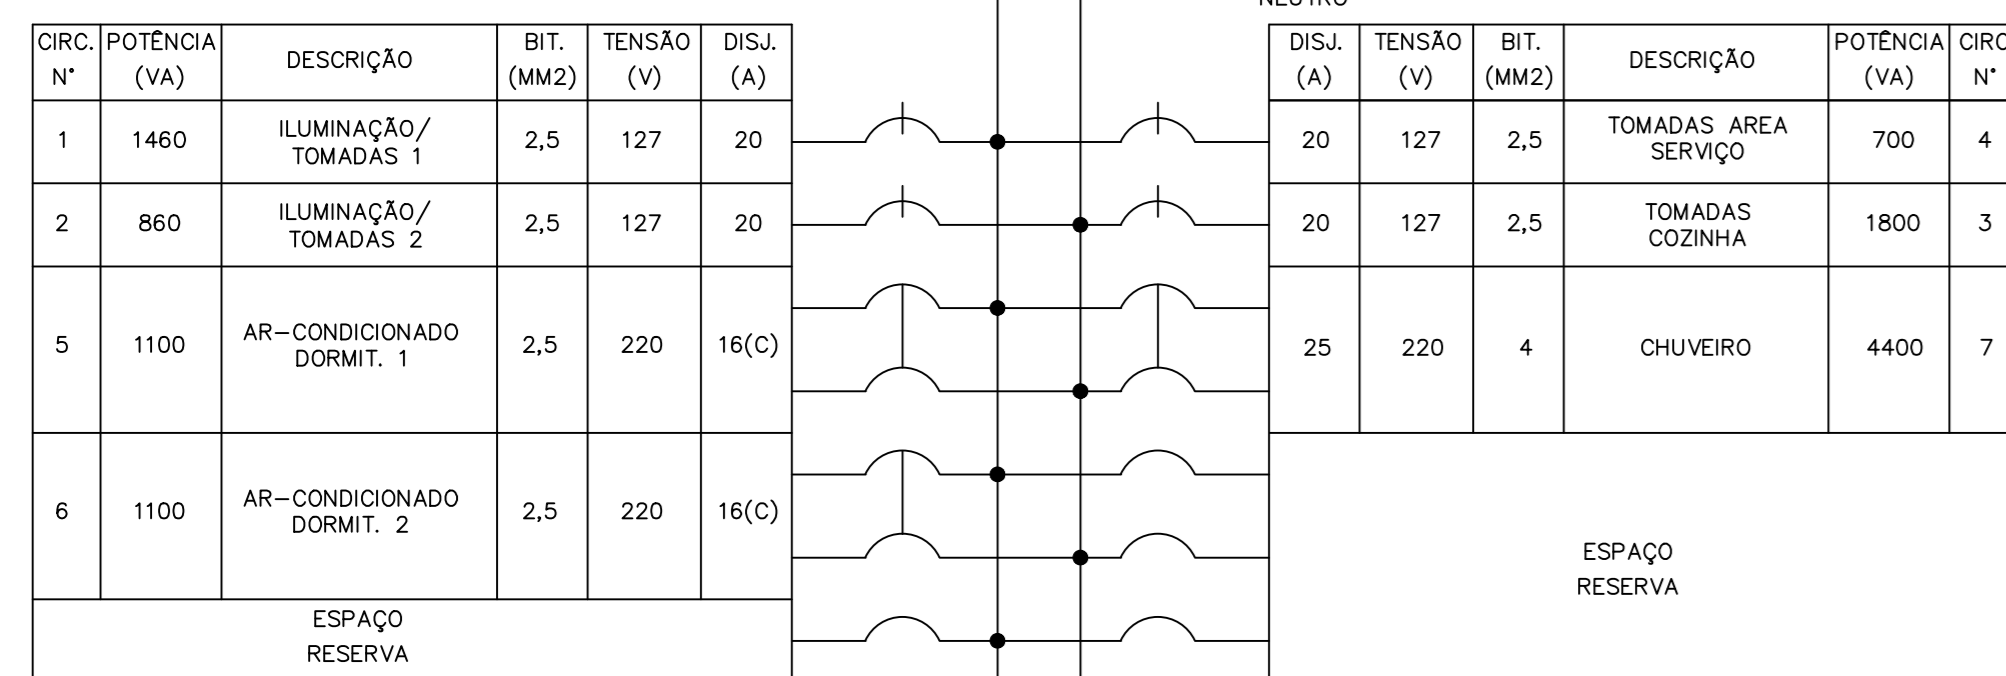 NEUTRO
CIRC. N° POTÊNCIA (VA) DESCRIÇÃO BIT. (MM2) TENSÃO (V) DISJ. (A)
1 1460 ILUMINAÇÃO/ TOMADAS 1 2,5 127 20
2 860 ILUMINAÇÃO/ TOMADAS 2 2,5 127 20
5 1100 AR-CONDICIONADO DORMIT. 1 2,5 220 16(C)
6 1100 AR-CONDICIONADO DORMIT. 2 2,5 220 16(C)
ESPAÇO
RESERVA
DISJ. (A) TENSÃO (V) BIT. (MM2) DESCRIÇÃO POTÊNCIA (VA) CIRC N°
20 127 2,5 TOMADAS AREA SERVIÇO 700 4
20 127 2,5 TOMADAS COZINHA 1800 3
25 220 4 CHUVEIRO 4400 7
ESPAÇO
RESERVA